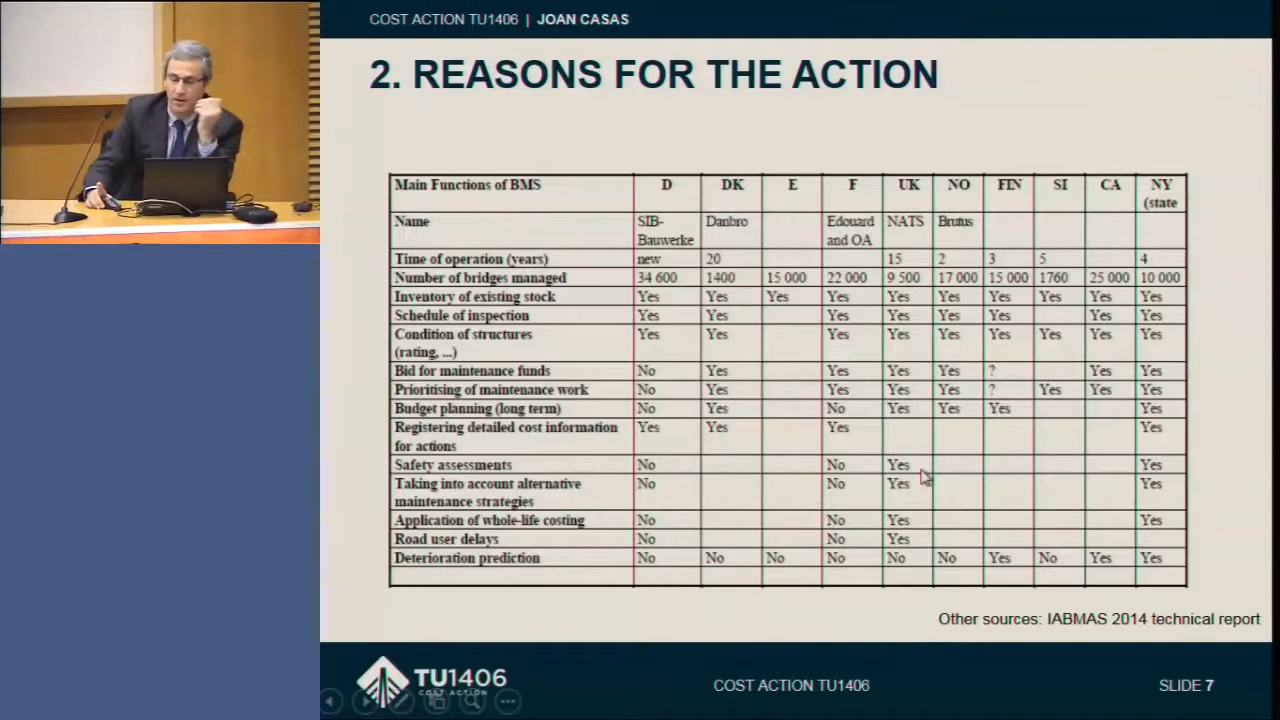 COST ACTION TU1406 | JOAN CASAS
2. REASONS FOR THE ACTION
Main Functions of BMS D DK E F UK NO FIN SI CA NY (state
Name SIB-Bauwerke Danbro Edouard and OA NATS Brutus
Time of operation (years) new 20 15 2 3 5 4
Number of bridges managed 34 600 1400 15 000 22 000 9 500 17 000 15 000 1760 25 000 10 000
Inventory of existing stock Yes Yes Yes Yes Yes Yes Yes Yes Yes Yes
Schedule of inspection Yes Yes Yes Yes Yes Yes Yes Yes
Condition of structures (rating, ...) Yes Yes Yes Yes Yes Yes Yes Yes Yes
Bid for maintenance funds No Yes Yes Yes Yes ? Yes Yes
Prioritising of maintenance work No Yes Yes Yes Yes ? Yes Yes Yes
Budget planning (long term) No Yes No Yes Yes Yes Yes
Registering detailed cost information for actions Yes Yes Yes Yes
Safety assessments No No Yes Yes
Taking into account alternative maintenance strategies No No Yes Yes
Application of whole-life costing No No Yes Yes
Road user delays No No Yes
Deterioration prediction No No No No No No Yes No Yes Yes
Other sources: IABMAS 2014 technical report
TU1406
COST ACTION
COST ACTION TU1406
SLIDE 7